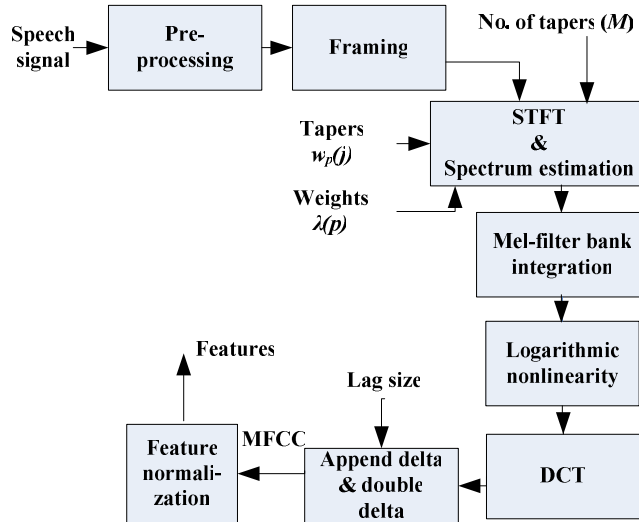 Speech
signal
Pre-
processing
Framing
No. of tapers (M)
STFT
&
Spectrum estimation
Tapers
wp(j)
Weights
λ(p)
Mel-filter bank
integration
Logarithmic
nonlinearity
DCT
Lag size
Append delta
& double
delta
MFCC
Feature
normali-
zation
Features